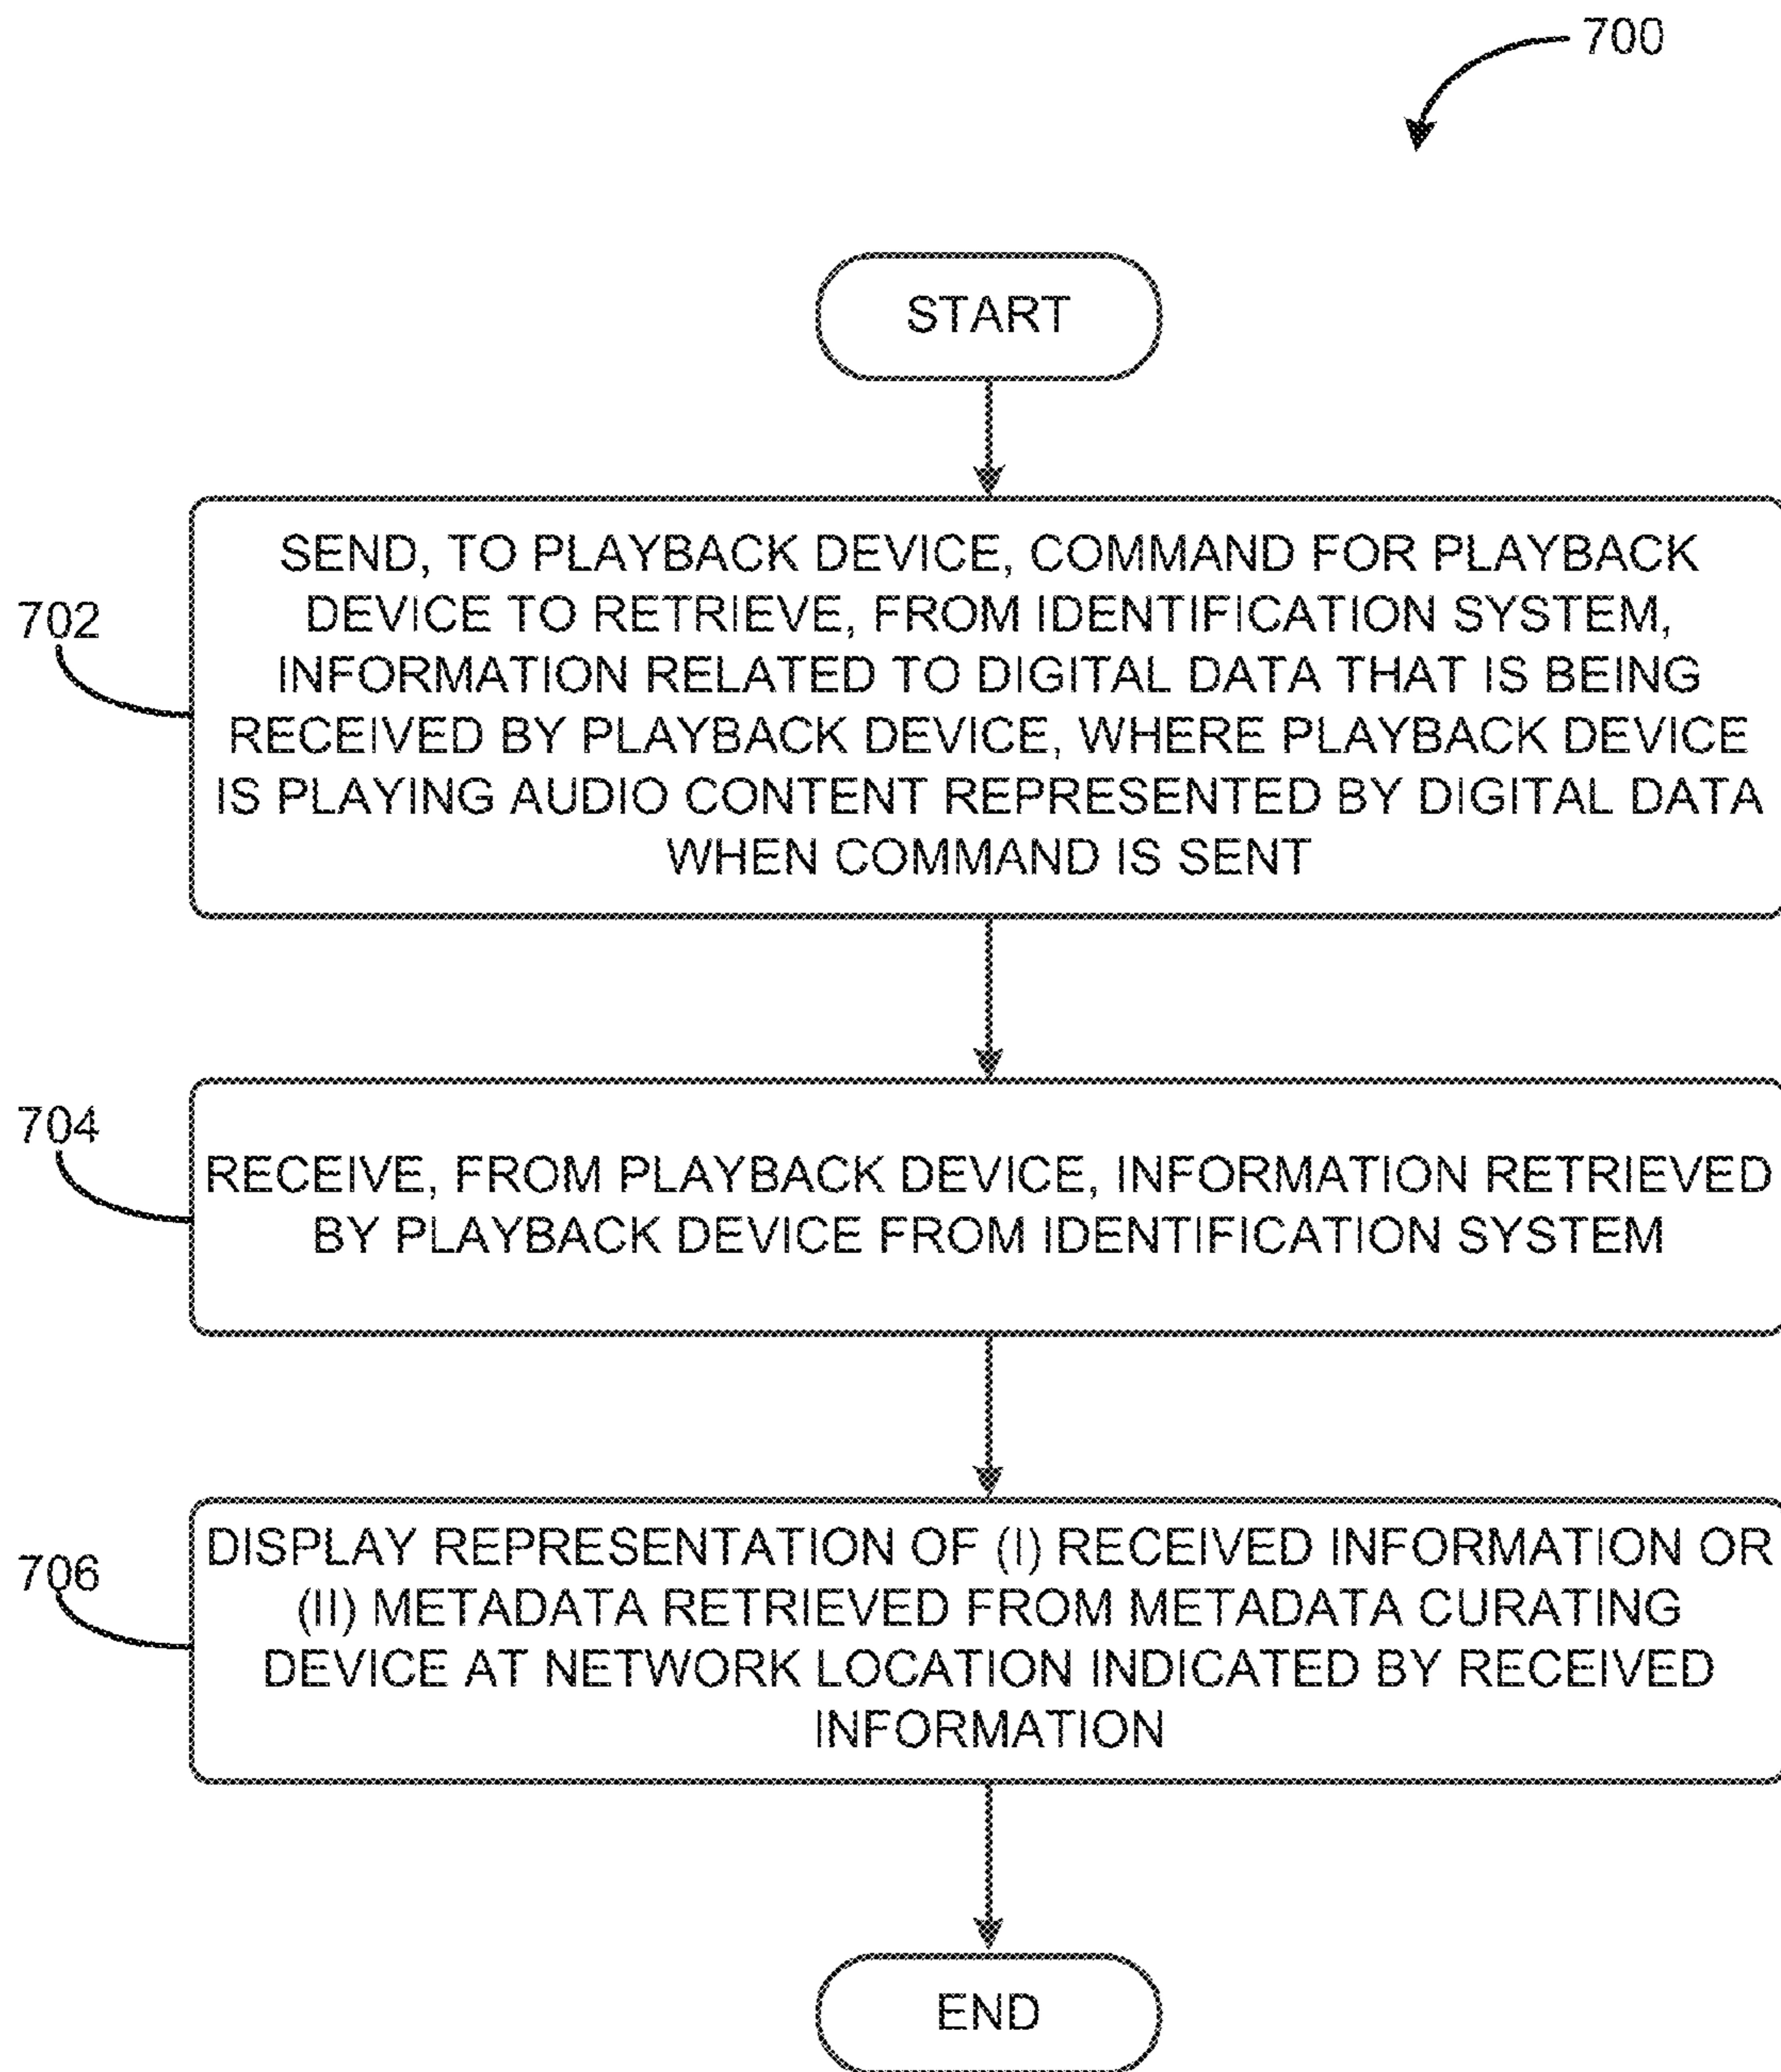 700
START
702
SEND, TO PLAYBACK DEVICE, COMMAND FOR PLAYBACK
DEVICE TO RETRIEVE, FROM IDENTIFICATION SYSTEM,
INFORMATION RELATED TO DIGITAL DATA THAT IS BEING
RECEIVED BY PLAYBACK DEVICE, WHERE PLAYBACK DEVICE
IS PLAYING AUDIO CONTENT REPRESENTED BY DIGITAL DATA
WHEN COMMAND IS SENT
704
RECEIVE, FROM PLAYBACK DEVICE, INFORMATION RETRIEVED
BY PLAYBACK DEVICE FROM IDENTIFICATION SYSTEM
706
DISPLAY REPRESENTATION OF (I) RECEIVED INFORMATION OR
(II) METADATA RETRIEVED FROM METADATA CURATING
DEVICE AT NETWORK LOCATION INDICATED BY RECEIVED
INFORMATION
END